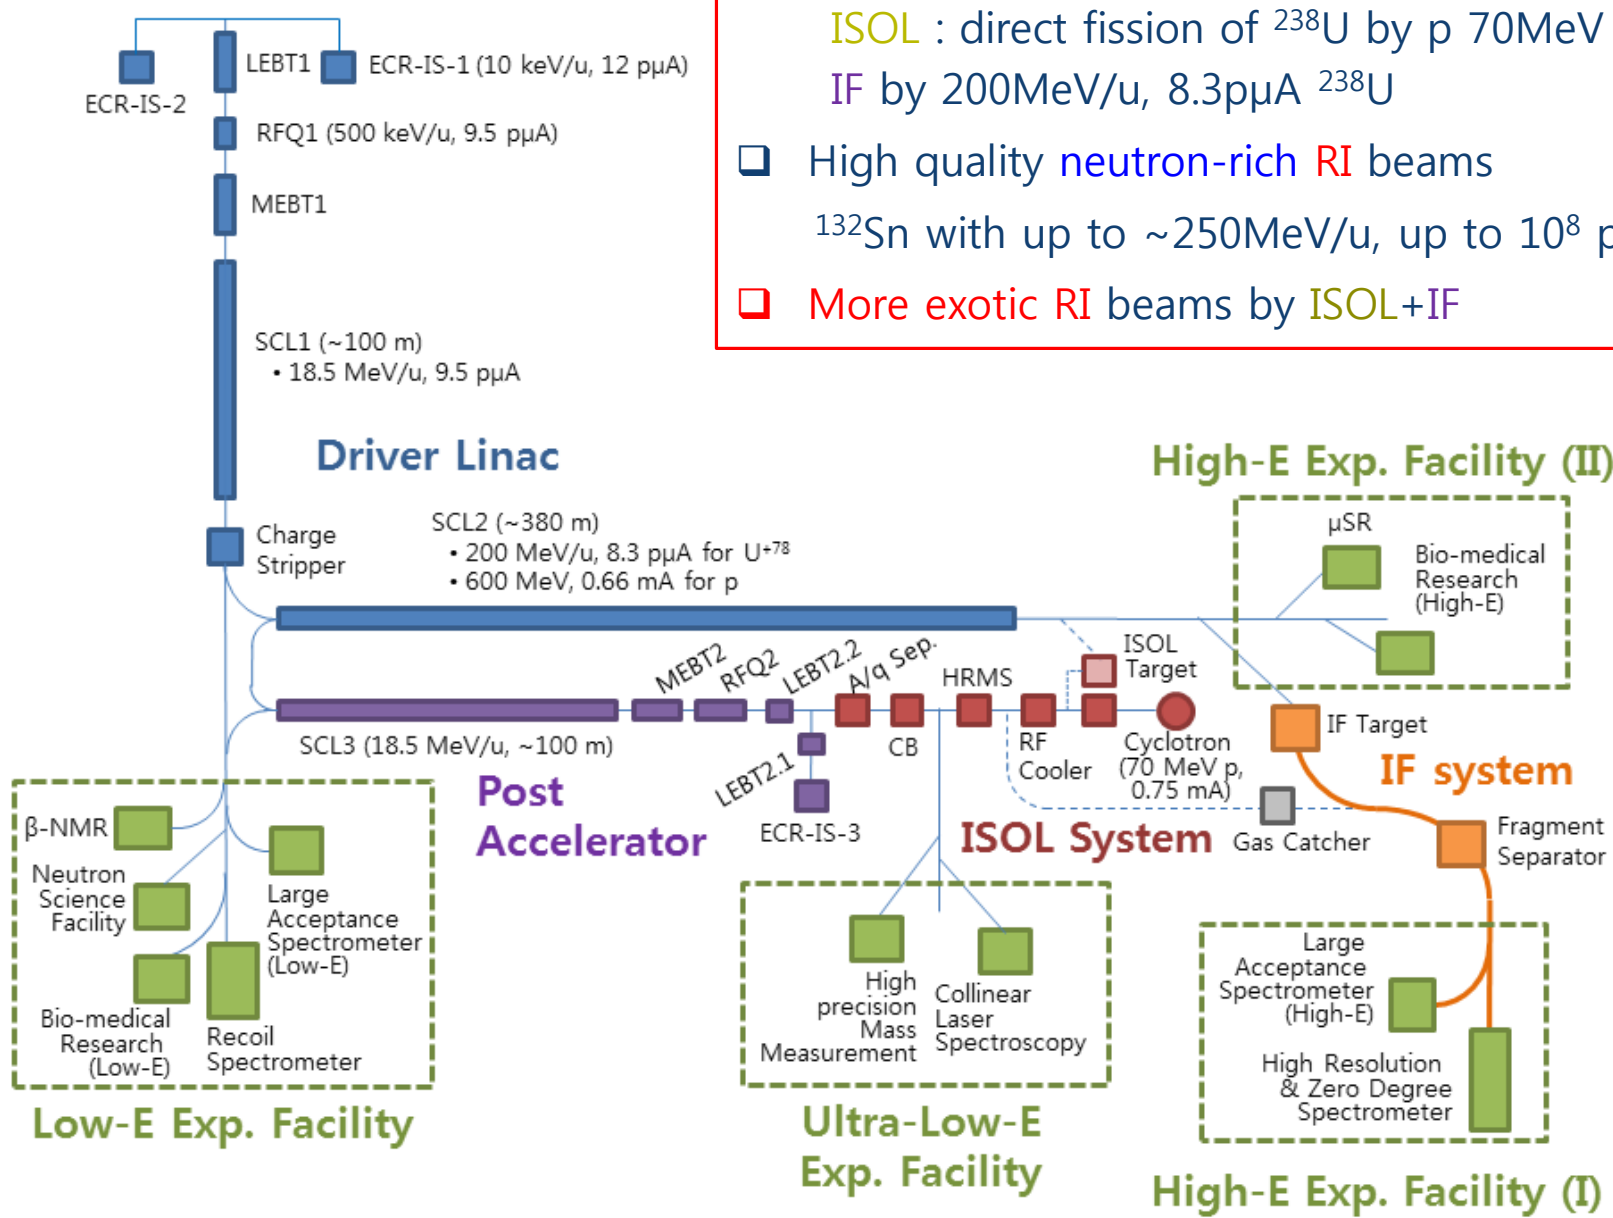 ISOL : direct fission of ²³⁸U by p 70MeV
IF by 200MeV/u, 8.3pμA ²³⁸U
❑ High quality neutron-rich RI beams
¹³²Sn with up to ~250MeV/u, up to 10⁸ p
❑ More exotic RI beams by ISOL+IF
LEBT1
ECR-IS-1 (10 keV/u, 12 pμA)
ECR-IS-2
RFQ1 (500 keV/u, 9.5 pμA)
MEBT1
SCL1 (~100 m)
• 18.5 MeV/u, 9.5 pμA
Driver Linac
Charge
Stripper
SCL2 (~380 m)
• 200 MeV/u, 8.3 pμA for U⁺⁷⁸
• 600 MeV, 0.66 mA for p
High-E Exp. Facility (II)
μSR
Bio-medical
Research
(High-E)
MEBT2
RFQ2
LEBT2.2
A/q Sep.
HRMS
ISOL
Target
SCL3 (18.5 MeV/u, ~100 m)
LEBT2.1
CB
RF
Cooler
Cyclotron
(70 MeV p,
0.75 mA)
IF Target
IF system
Post
Accelerator
ECR-IS-3
ISOL System
Gas Catcher
Fragment
Separator
β-NMR
Neutron
Science
Facility
Large
Acceptance
Spectrometer
(Low-E)
Bio-medical
Research
(Low-E)
Recoil
Spectrometer
Low-E Exp. Facility
High
precision
Mass
Measurement
Collinear
Laser
Spectroscopy
Ultra-Low-E
Exp. Facility
Large
Acceptance
Spectrometer
(High-E)
High Resolution
& Zero Degree
Spectrometer
High-E Exp. Facility (I)